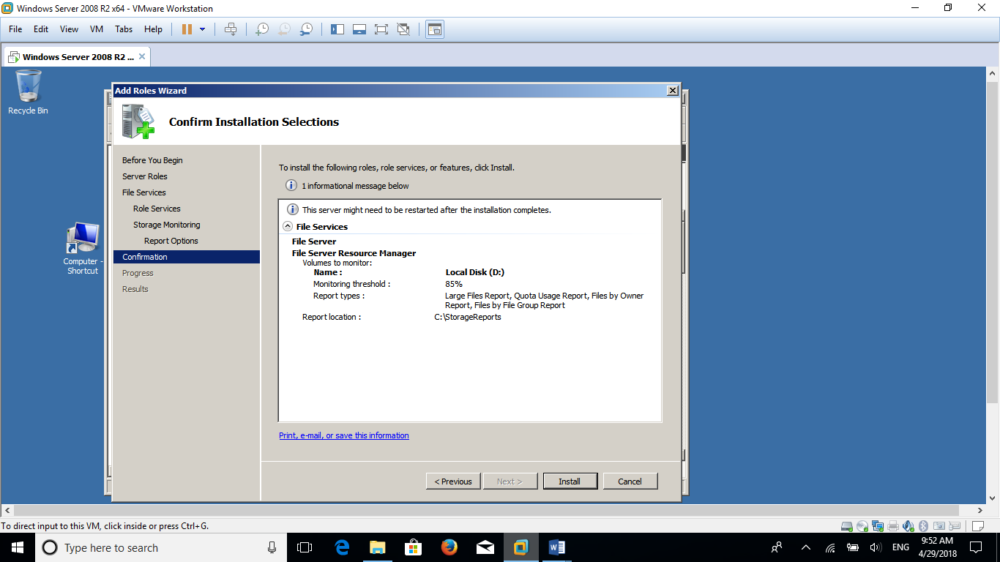 Windows Server 2008 R2 x64 - VMware Workstation
File Edit View VM Tabs Help
Windows Server 2008 R2 ...
Recycle Bin
Add Roles Wizard
Confirm Installation Selections
Before You Begin
Server Roles
File Services
Role Services
Storage Monitoring
Report Options
Confirmation
Progress
Results
To install the following roles, role services, or features, click Install.
1 informational message below
This server might need to be restarted after the installation completes.
File Services
File Server
File Server Resource Manager
Volumes to monitor:
Name : Local Disk (D:)
Monitoring threshold : 85%
Report types : Large Files Report, Quota Usage Report, Files by Owner
Report, Files by File Group Report
Report location : C:\StorageReports
Print, e-mail, or save this information
< Previous Next > Install Cancel
Computer -
Shortcut
To direct input to this VM, click inside or press Ctrl+G.
Type here to search
ENG
9:52 AM
4/29/2018